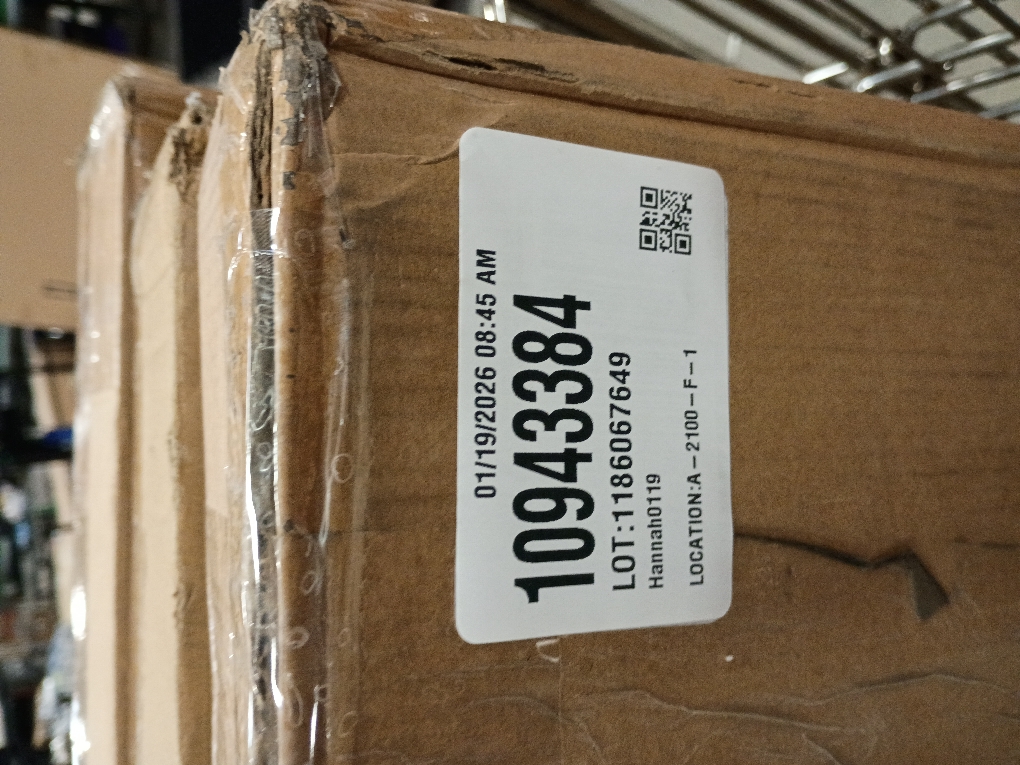 01/19/2026 08:45 AM
10943384
LOT:1186067649
Hannah0119
LOCATION:A-2100-F-1